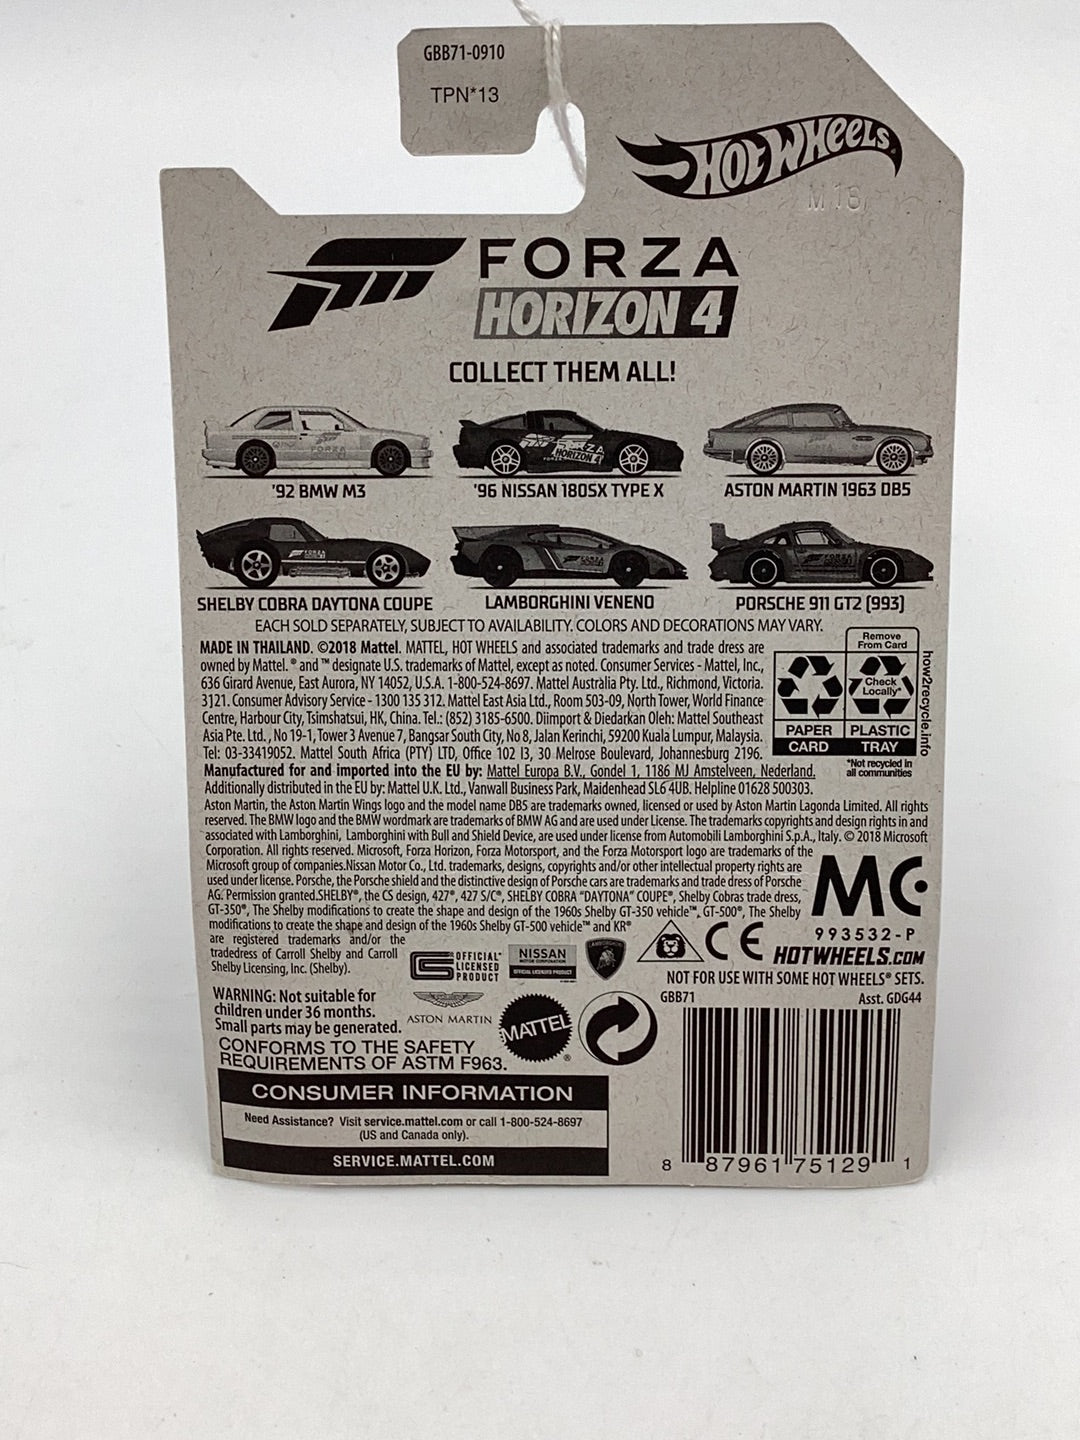 GBB71-0910
TPN*13
Hot Wheels
M 18
FORZA
HORIZON 4
COLLECT THEM ALL!
'92 BMW M3
'96 NISSAN 180SX TYPE X
ASTON MARTIN 1963 DB5
SHELBY COBRA DAYTONA COUPE
LAMBORGHINI VENENO
PORSCHE 911 GT2 (993)
EACH SOLD SEPARATELY, SUBJECT TO AVAILABILITY. COLORS AND DECORATIONS MAY VARY.
MADE IN THAILAND. ©2018 Mattel. MATTEL, HOT WHEELS and associated trademarks and trade dress are
owned by Mattel. ® and ™ designate U.S. trademarks of Mattel, except as noted. Consumer Services - Mattel, Inc.,
636 Girard Avenue, East Aurora, NY 14052, U.S.A. 1-800-524-8697. Mattel Australia Pty. Ltd., Richmond, Victoria.
3121. Consumer Advisory Service - 1300 135 312. Mattel East Asia Ltd., Room 503-09, North Tower, World Finance
Centre, Harbour City, Tsimshatsui, HK, China. Tel.: (852) 3185-6500. Diimport & Diedarkan Oleh: Mattel Southeast
Asia Pte. Ltd., No 19-1, Tower 3 Avenue 7, Bangsar South City, No 8, Jalan Kerinchi, 59200 Kuala Lumpur, Malaysia.
Tel: 03-33419052. Mattel South Africa (PTY) LTD, Office 102 I3, 30 Melrose Boulevard, Johannesburg 2196.
Manufactured for and imported into the EU by: Mattel Europa B.V., Gondel 1, 1186 MJ Amstelveen, Nederland.
Additionally distributed in the EU by: Mattel U.K. Ltd., Vanwall Business Park, Maidenhead SL6 4UB. Helpline 01628 500303.
Remove
From Card
Check
Locally*
PAPER
PLASTIC
CARD
TRAY
how2recycle.info
*Not recycled in
all communities
Aston Martin, the Aston Martin Wings logo and the model name DB5 are trademarks owned, licensed or used by Aston Martin Lagonda Limited. All rights
reserved. The BMW logo and the BMW wordmark are trademarks of BMW AG and are used under License. The trademarks copyrights and design rights in and
associated with Lamborghini, Lamborghini with Bull and Shield Device, are used under license from Automobili Lamborghini S.p.A., Italy. © 2018 Microsoft
Corporation. All rights reserved. Microsoft, Forza Horizon, Forza Motorsport, and the Forza Motorsport logo are trademarks of the
Microsoft group of companies.Nissan Motor Co., Ltd. trademarks, designs, copyrights and/or other intellectual property rights are
used under license. Porsche, the Porsche shield and the distinctive design of Porsche cars are trademarks and trade dress of Porsche
AG. Permission granted.SHELBY®, the CS design, 427®, 427 S/C®, SHELBY COBRA "DAYTONA" COUPE®, Shelby Cobras trade dress,
GT-350®, The Shelby modifications to create the shape and design of the 1960s Shelby GT-350 vehicle™, GT-500®, The Shelby
modifications to create the shape and design of the 1960s Shelby GT-500 vehicle™ and KR®
are registered trademarks and/or the
tradedress of Carroll Shelby and Carroll
Shelby Licensing, Inc. (Shelby).
MC
993532-P
OFFICIAL
LICENSED
PRODUCT
NISSAN
MOTOR CORPORATION
OFFICIAL LICENSED PRODUCT
LAMBORGHINI
CE
HOTWHEELS.COM
NOT FOR USE WITH SOME HOT WHEELS® SETS.
GBB71
Asst. GDG44
WARNING: Not suitable for
children under 36 months.
Small parts may be generated.
ASTON MARTIN
MATTEL®
CONFORMS TO THE SAFETY
REQUIREMENTS OF ASTM F963.
CONSUMER INFORMATION
Need Assistance? Visit service.mattel.com or call 1-800-524-8697
(US and Canada only).
SERVICE.MATTEL.COM
8 87961 75129 1